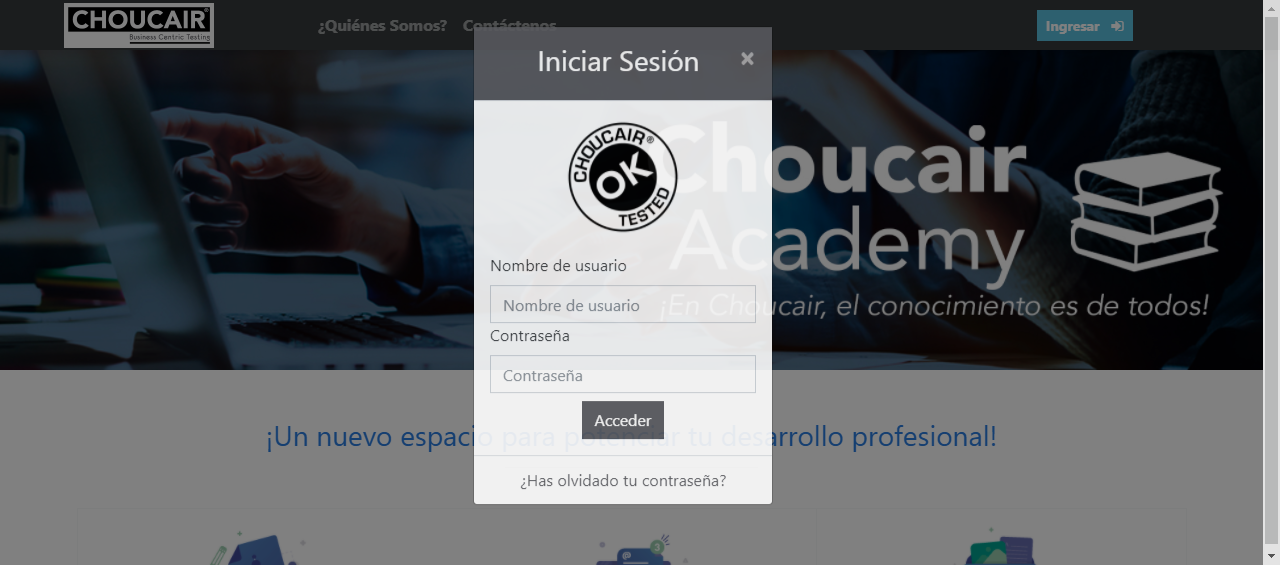 CHOUCAIR®
Business Centric Testing
¿Quiénes Somos? Contáctenos
Ingresar
Iniciar Sesión ×
CHOUCAIR®
OK
TESTED
Choucair
Academy
¡En Choucair, el conocimiento es de todos!
Nombre de usuario
Nombre de usuario
Contraseña
Contraseña
Acceder
¡Un nuevo espacio para potenciar tu desarrollo profesional!
¿Has olvidado tu contraseña?
@ 3